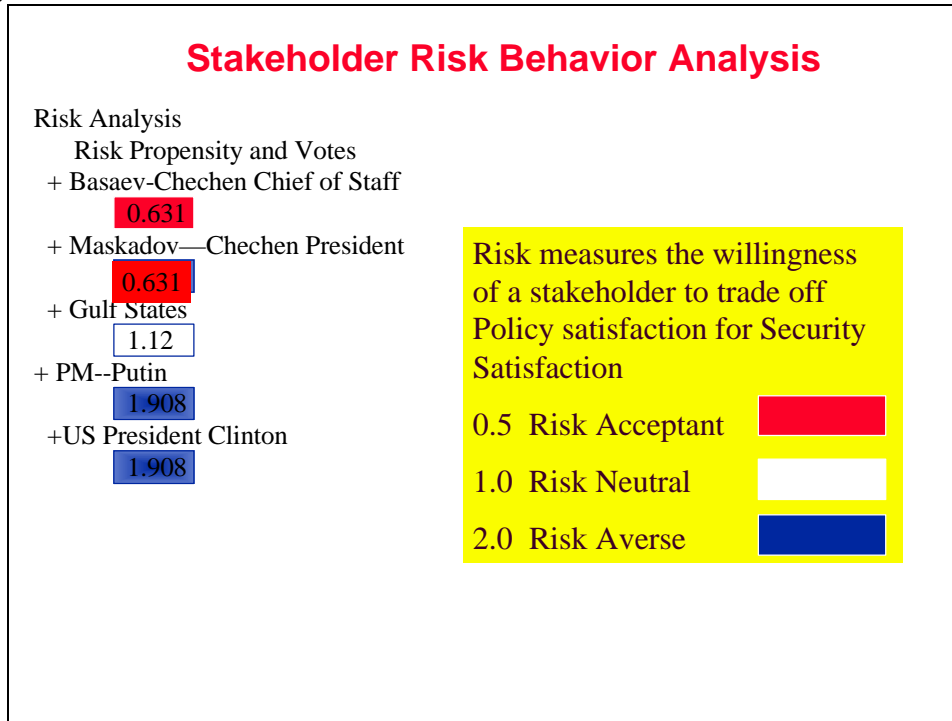 Stakeholder Risk Behavior Analysis
Risk Analysis
Risk Propensity and Votes
+ Basaev-Chechen Chief of Staff
0.631
+ Maskadov—Chechen President
0.631
+ Gulf States
1.12
+ PM--Putin
1.908
+US President Clinton
1.908
Risk measures the willingness
of a stakeholder to trade off
Policy satisfaction for Security
Satisfaction
0.5 Risk Acceptant
1.0 Risk Neutral
2.0 Risk Averse